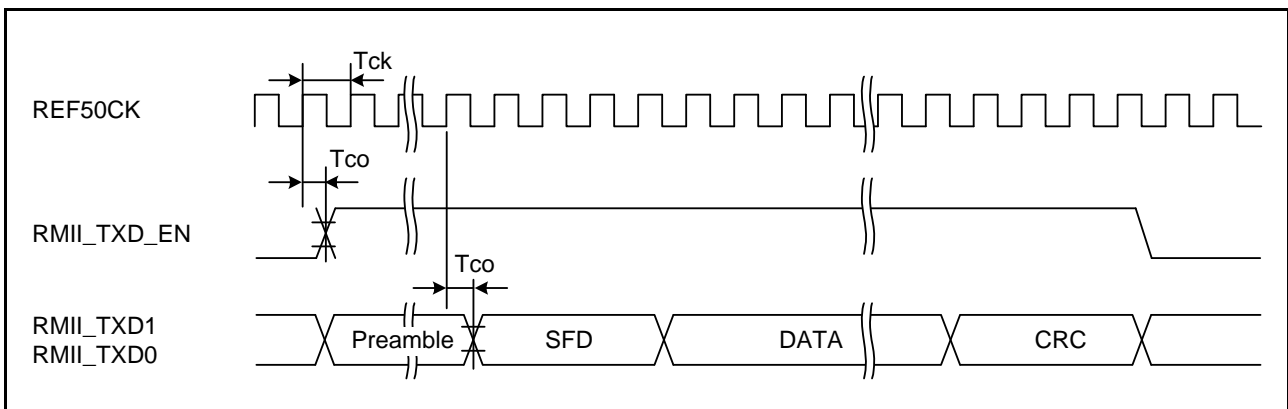 Tck
REF50CK
Tco
RMII_TXD_EN
Tco
RMII_TXD1
RMII_TXD0
Preamble SFD DATA CRC